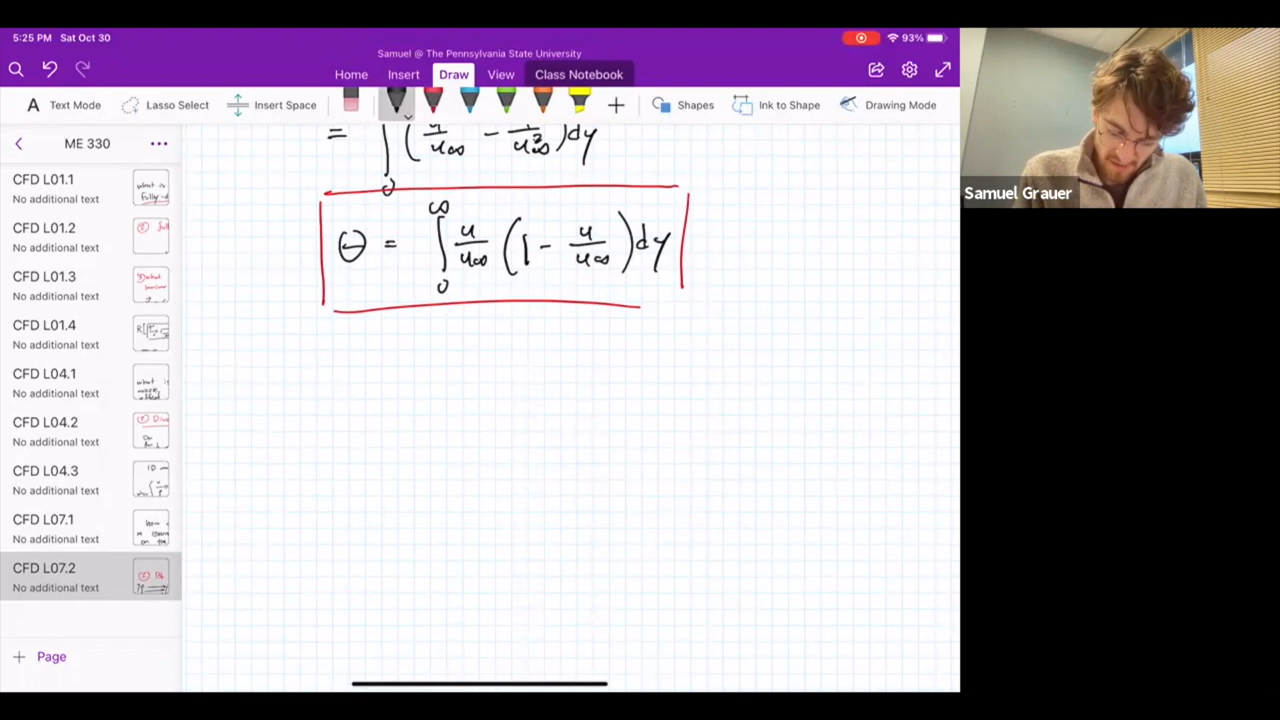 5:25 PM Sat Oct 30
93%
Samuel @ The Pennsylvania State University
Home Insert Draw View Class Notebook
Text Mode Lasso Select Insert Space Shapes Ink to Shape Drawing Mode
ME 330
CFD L01.1
No additional text
CFD L01.2
No additional text
CFD L01.3
No additional text
CFD L01.4
No additional text
CFD L04.1
No additional text
CFD L04.2
No additional text
CFD L04.3
No additional text
CFD L07.1
No additional text
CFD L07.2
No additional text
Page
θ = ∫₀^∞ u/u∞ (1 - u/u∞) dy
Samuel Grauer